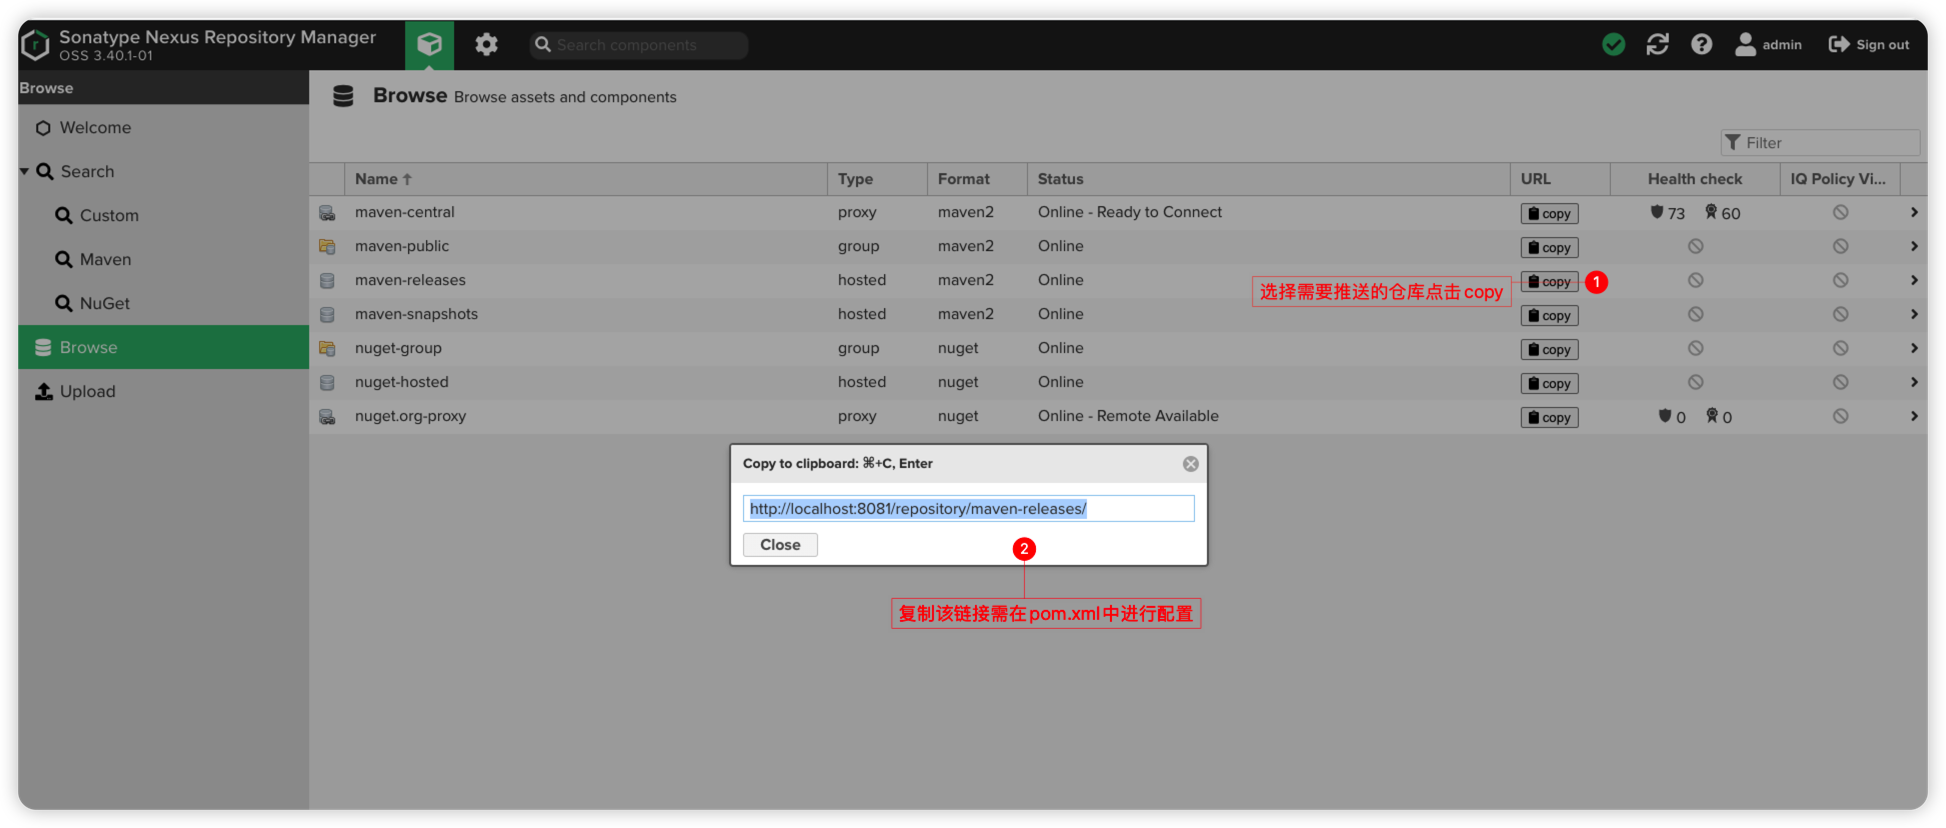 Sonatype Nexus Repository Manager
OSS 3.40.1-01
Search components
admin
Sign out
Browse
Welcome
Search
Custom
Maven
NuGet
Browse
Upload
Browse Browse assets and components
Filter
Name Type Format Status URL Health check IQ Policy Vi...
maven-central proxy maven2 Online - Ready to Connect copy 73 60
maven-public group maven2 Online copy
maven-releases hosted maven2 Online copy
选择需要推送的仓库点击copy 1
maven-snapshots hosted maven2 Online copy
nuget-group group nuget Online copy
nuget-hosted hosted nuget Online copy
nuget.org-proxy proxy nuget Online - Remote Available copy 0 0
Copy to clipboard: ⌘+C, Enter
http://localhost:8081/repository/maven-releases/
Close
2
复制该链接需在pom.xml中进行配置